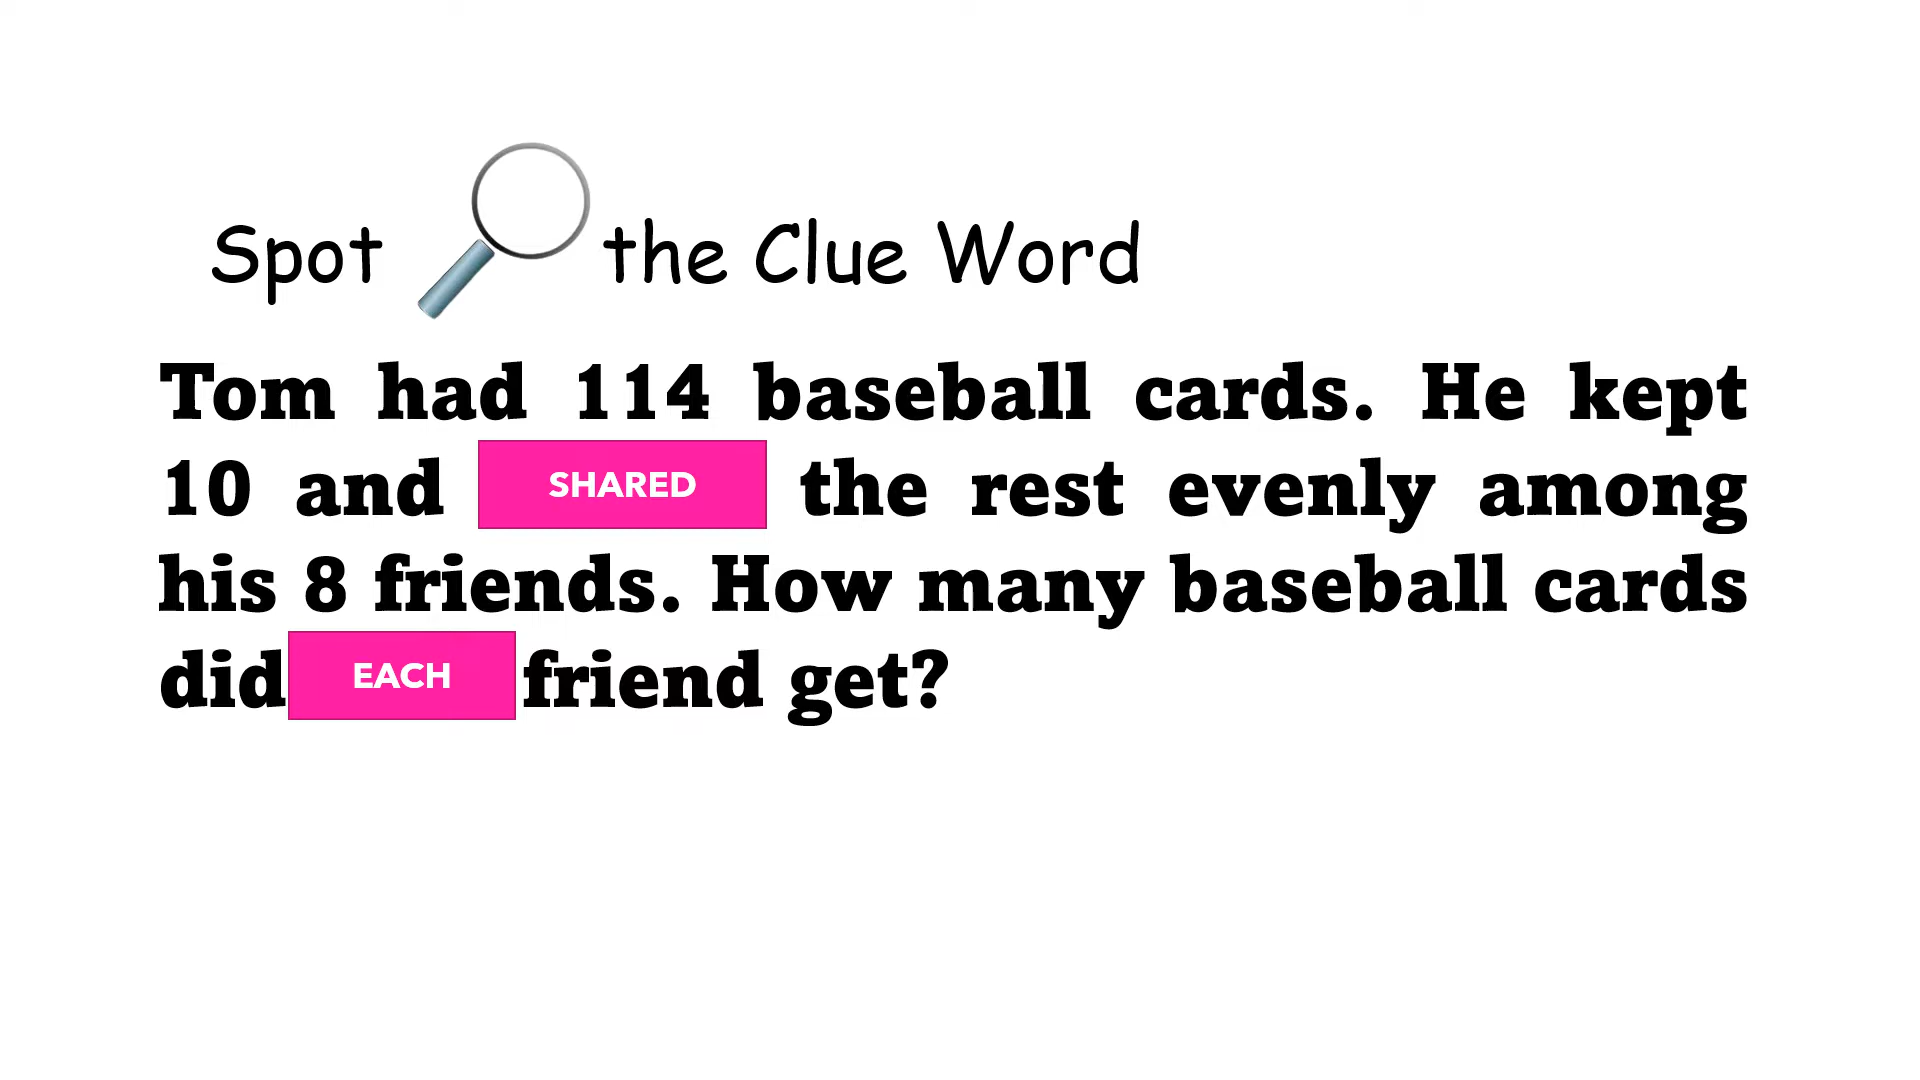 Spot the Clue Word
Tom had 114 baseball cards. He kept
10 and SHARED the rest evenly among
his 8 friends. How many baseball cards
did EACH friend get?